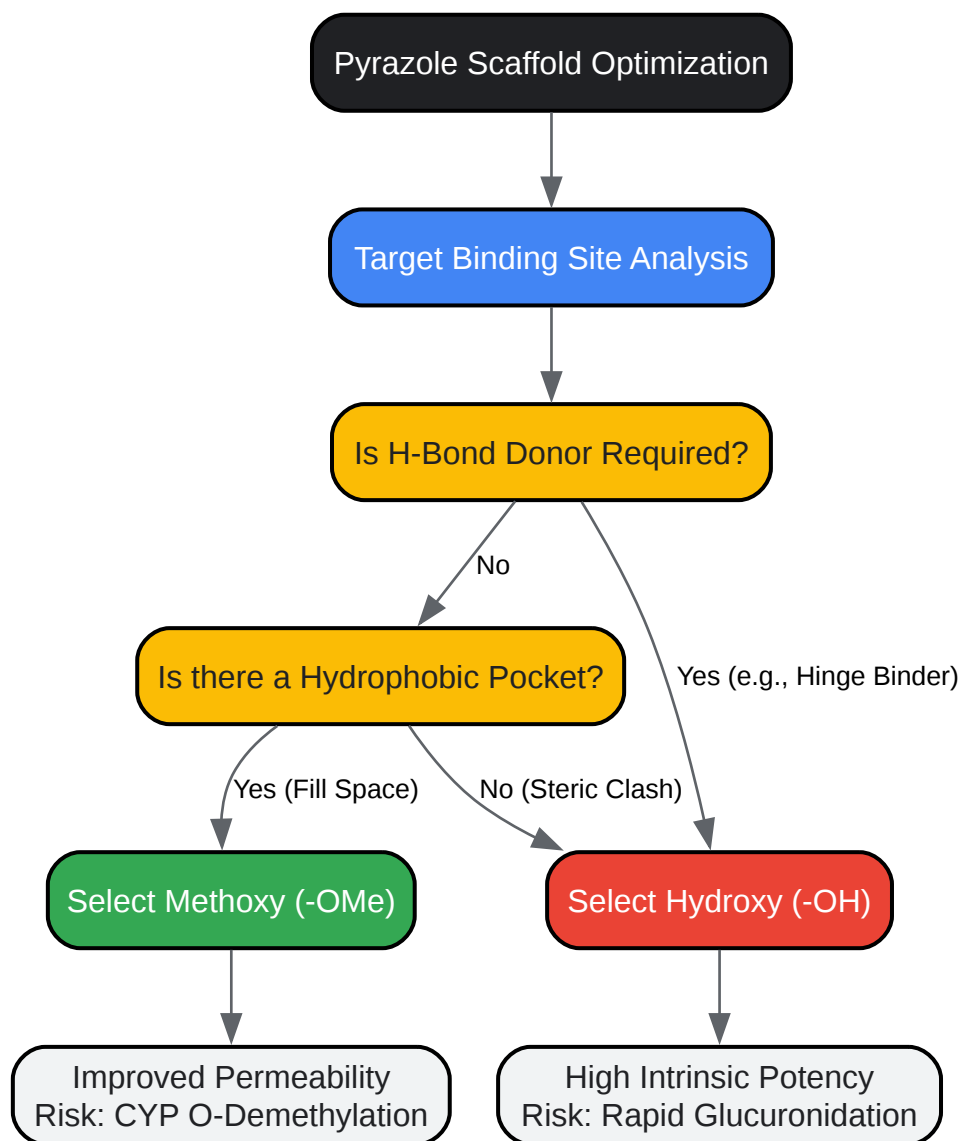 Pyrazole Scaffold Optimization
Target Binding Site Analysis
Is H-Bond Donor Required?
No
Is there a Hydrophobic Pocket?
Yes (e.g., Hinge Binder)
Yes (Fill Space)
No (Steric Clash)
Select Methoxy (-OMe)
Select Hydroxy (-OH)
Improved Permeability
Risk: CYP O-Demethylation
High Intrinsic Potency
Risk: Rapid Glucuronidation